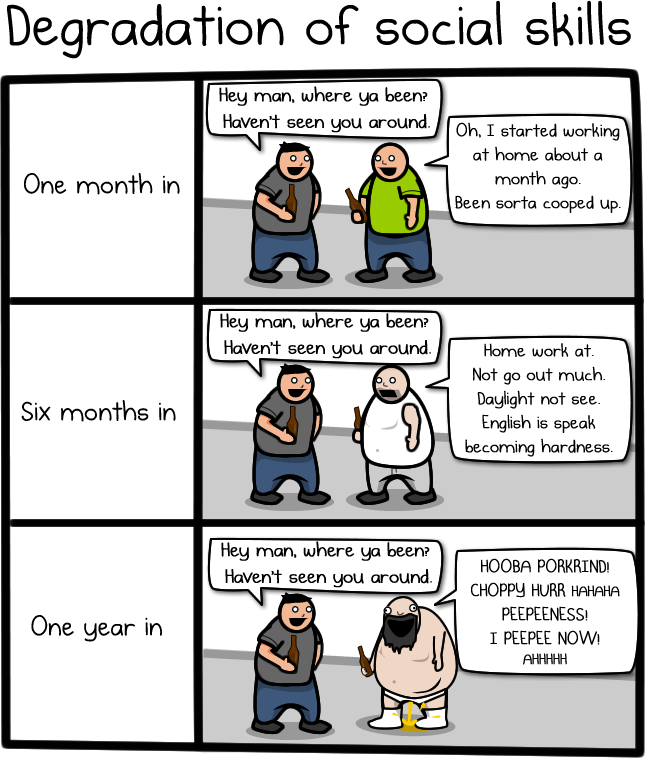 Degradation of social skills
One month in
Hey man, where ya been?
Haven't seen you around.
Oh, I started working
at home about a
month ago.
Been sorta cooped up.
Six months in
Hey man, where ya been?
Haven't seen you around.
Home work at.
Not go out much.
Daylight not see.
English is speak
becoming hardness.
One year in
Hey man, where ya been?
Haven't seen you around.
HOOBA PORKRIND!
CHOPPY HURR HAHAHA
PEEPEENESS!
I PEEPEE NOW!
AHHHHH